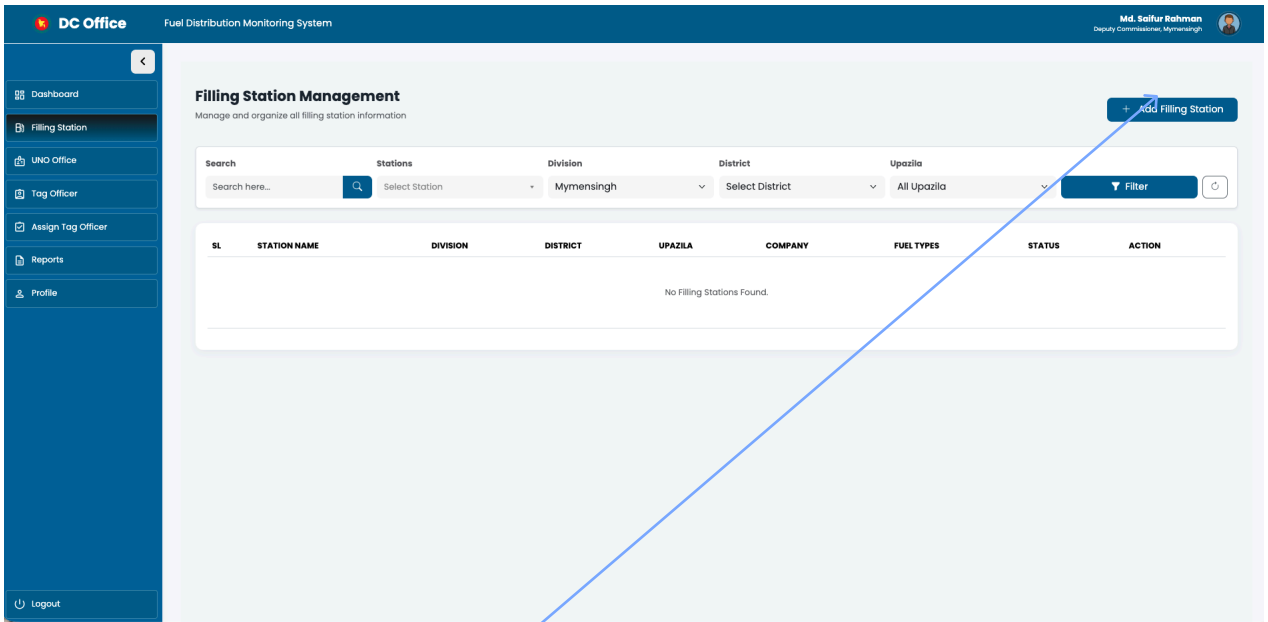 DC Office
Fuel Distribution Monitoring System
Md. Saifur Rahman
Deputy Commissioner, Mymensingh
Dashboard
Filling Station
UNO Office
Tag Officer
Assign Tag Officer
Reports
Profile
Logout
Filling Station Management
Manage and organize all filling station information
+ Add Filling Station
Search Stations Division District Upazila
Search here... Select Station Mymensingh Select District All Upazila Filter
SL STATION NAME DIVISION DISTRICT UPAZILA COMPANY FUEL TYPES STATUS ACTION
No Filling Stations Found.